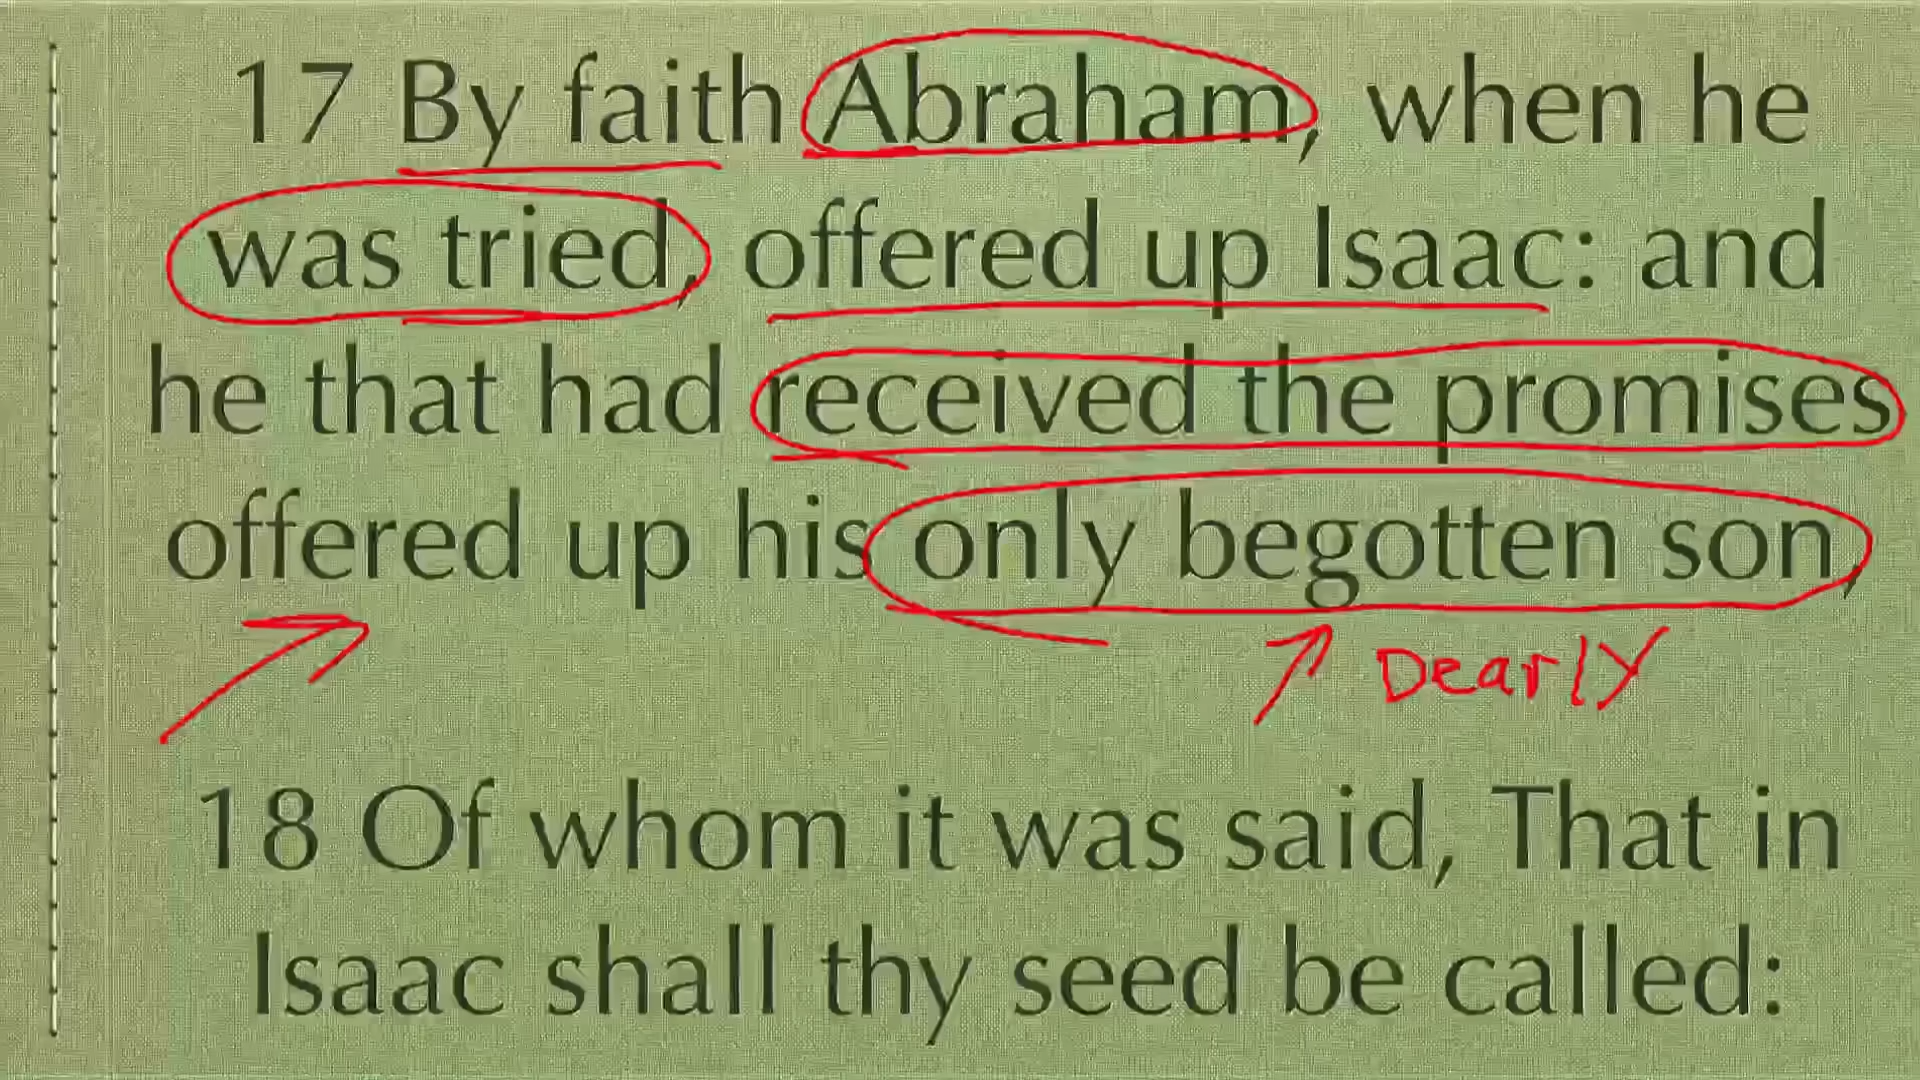 17 By faith Abraham, when he
was tried, offered up Isaac: and
he that had received the promises
offered up his only begotten son,
Dearly
18 Of whom it was said, That in
Isaac shall thy seed be called: